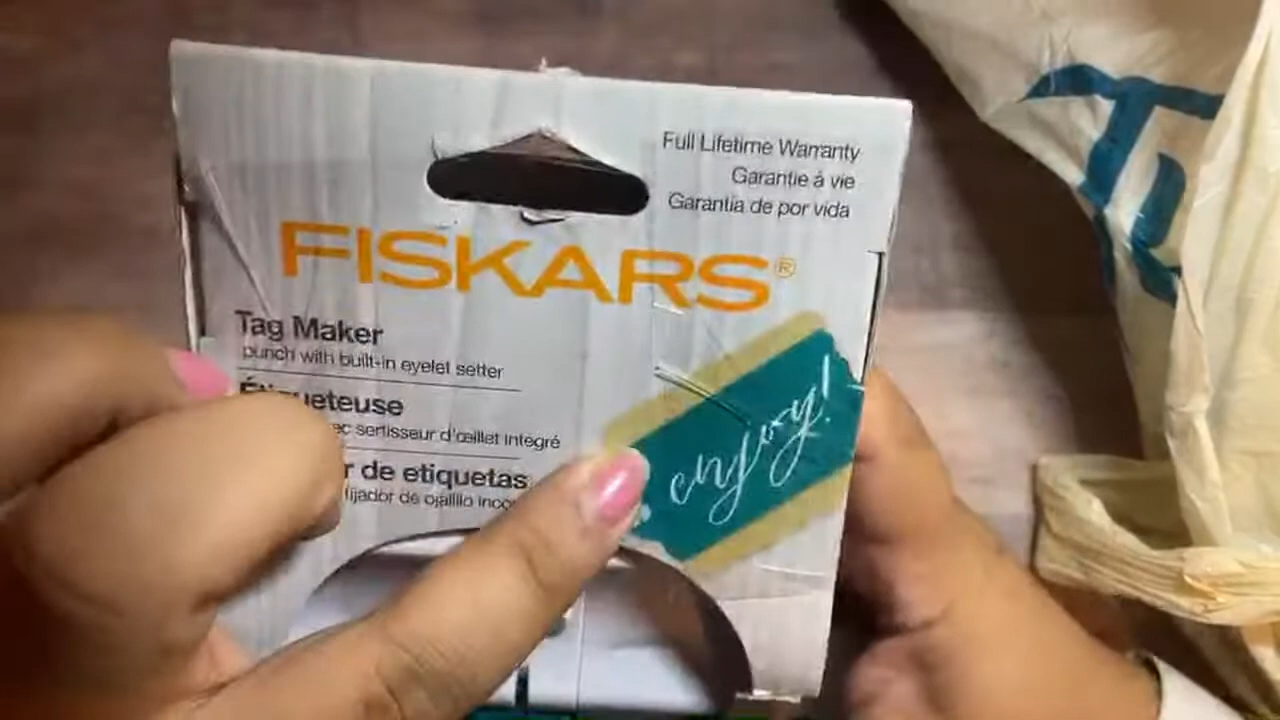 Full Lifetime Warranty
Garantie à vie
Garantia de por vida
FISKARS®
Tag Maker
punch with built-in eyelet setter
Étiqueteuse
sertisseur d'œillet intégré
de etiquetas
fijador de ojalillo
enjoy!